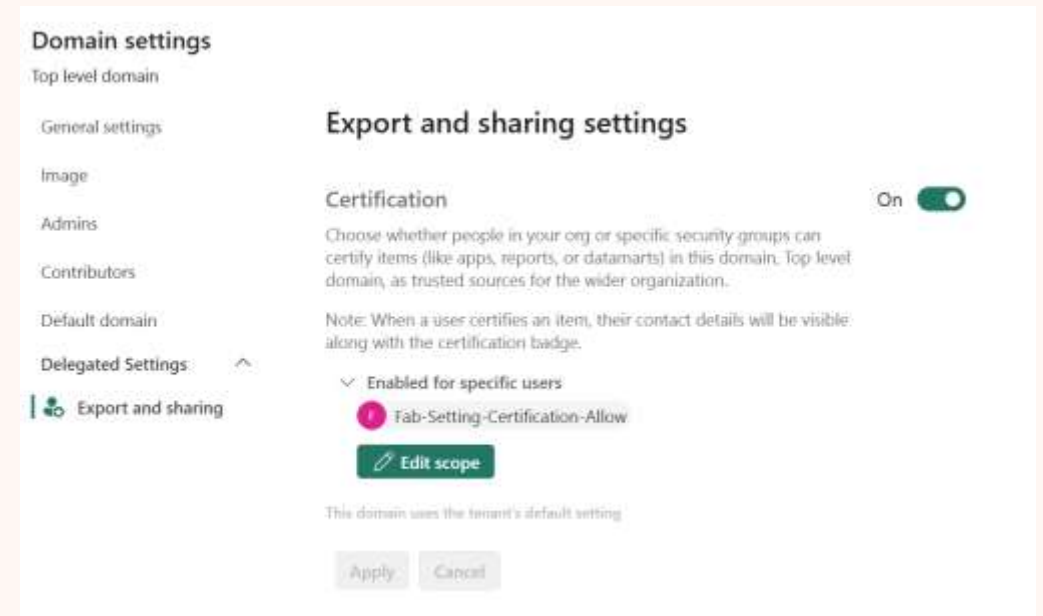 Domain settings
Top level domain
General settings
Image
Admins
Contributors
Default domain
Delegated Settings
Export and sharing
Export and sharing settings
Certification
On
Choose whether people in your org or specific security groups can
certify items (like apps, reports, or datamarts) in this domain, Top level
domain, as trusted sources for the wider organization.
Note: When a user certifies an item, their contact details will be visible
along with the certification badge.
Enabled for specific users
Fab-Setting-Certification-Allow
Edit scope
This domain uses the tenant's default setting
Apply
Cancel